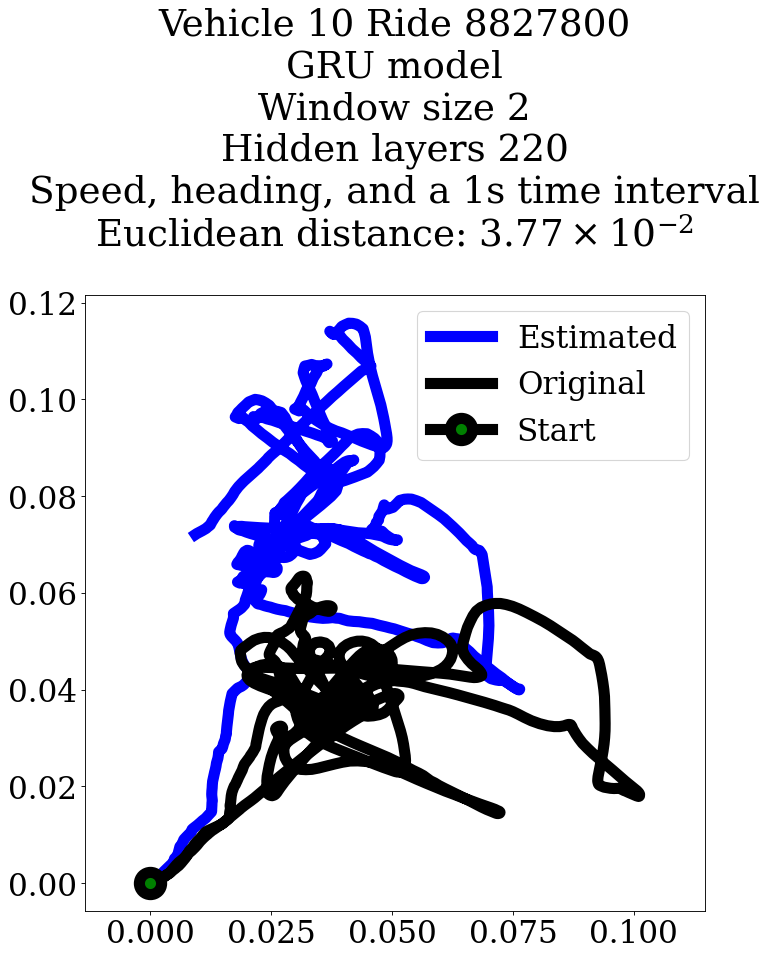 Vehicle 10 Ride 8827800
GRU model
Window size 2
Hidden layers 220
Speed, heading, and a 1s time interval
Euclidean distance: 3.77 × 10⁻²
0.12
0.10
0.08
0.06
0.04
0.02
0.00
Estimated
Original
Start
0.000 0.025 0.050 0.075 0.100